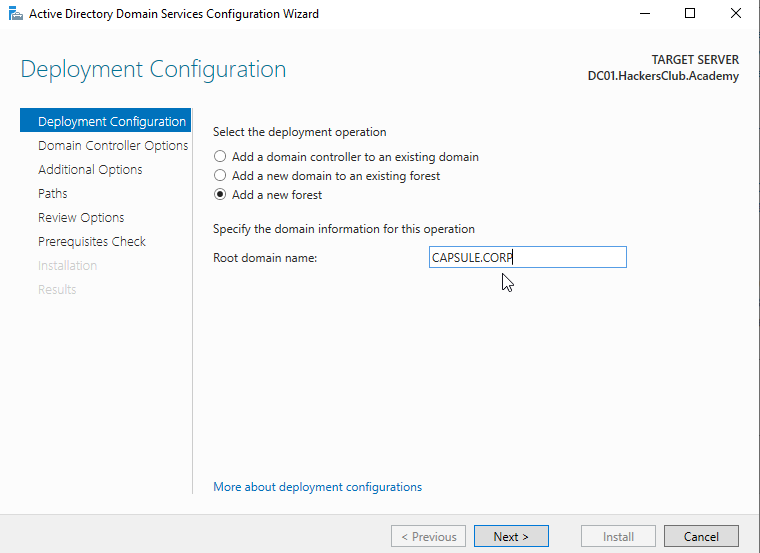 Active Directory Domain Services Configuration Wizard
Deployment Configuration
TARGET SERVER
DC01.HackersClub.Academy
Deployment Configuration
Domain Controller Options
Additional Options
Paths
Review Options
Prerequisites Check
Installation
Results
Select the deployment operation
Add a domain controller to an existing domain
Add a new domain to an existing forest
Add a new forest
Specify the domain information for this operation
Root domain name: CAPSULE.CORP
More about deployment configurations
< Previous Next > Install Cancel